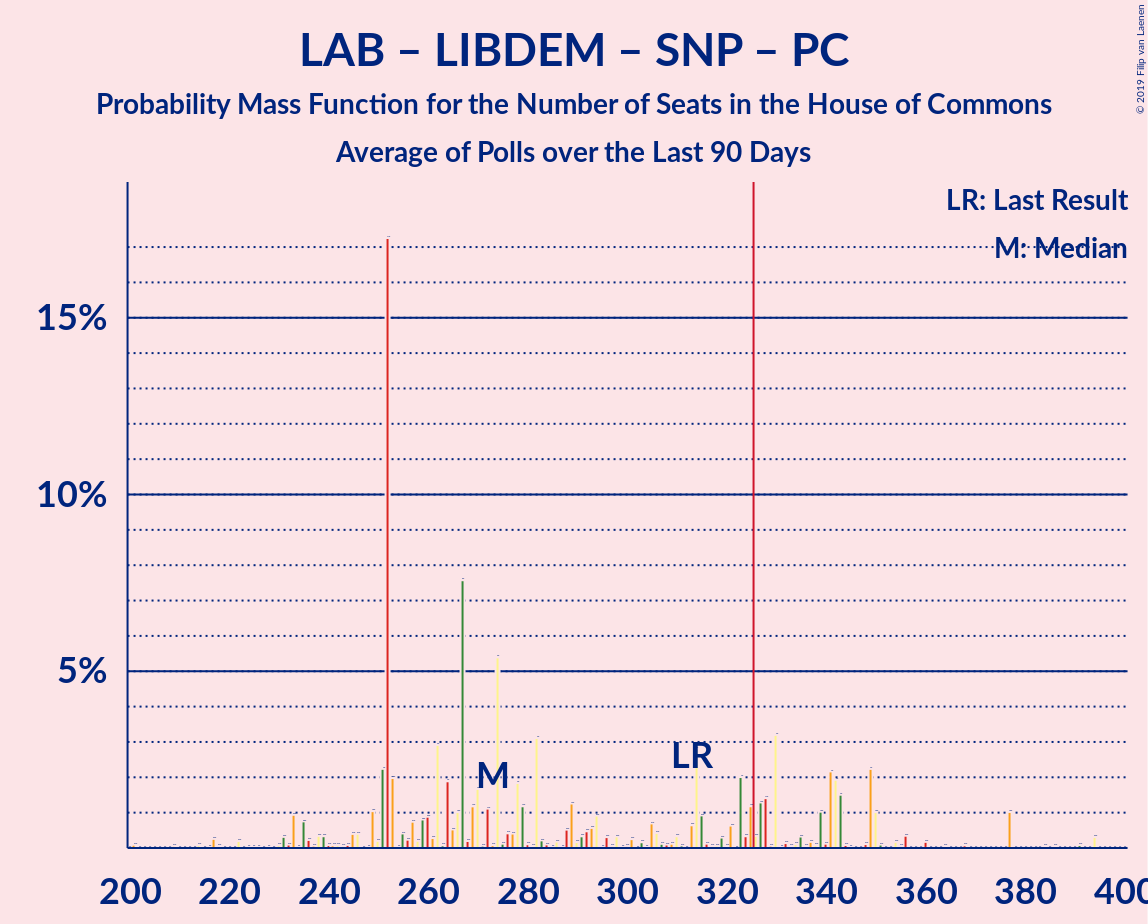 LAB – LIBDEM – SNP – PC
Probability Mass Function for the Number of Seats in the House of Commons
Average of Polls over the Last 90 Days
© 2019 Filip van Laenen
LR: Last Result
M: Median
15%
10%
5%
M
LR
200 220 240 260 280 300 320 340 360 380 400